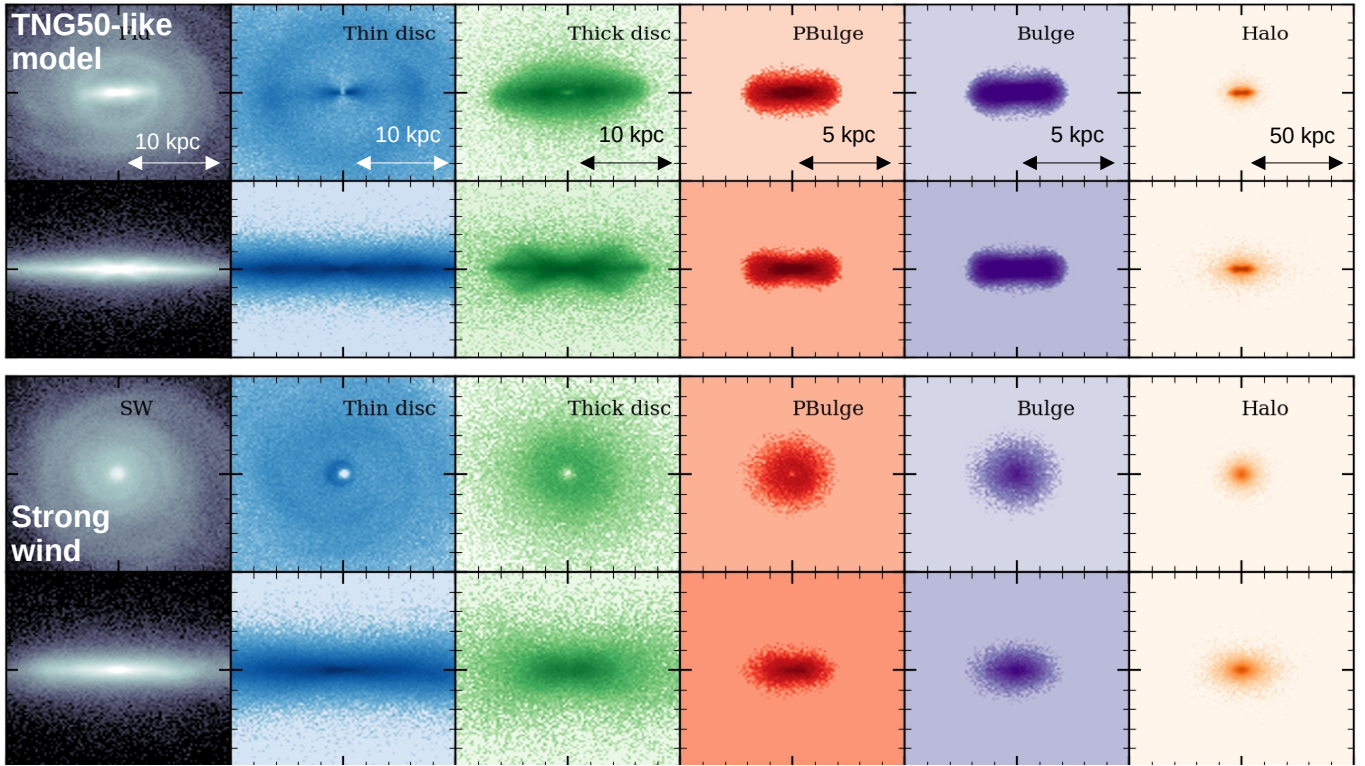 TNG50-like
model
Thin disc
Thick disc
PBulge
Bulge
Halo
10 kpc
10 kpc
10 kpc
5 kpc
5 kpc
50 kpc
SW
Thin disc
Thick disc
PBulge
Bulge
Halo
Strong
wind